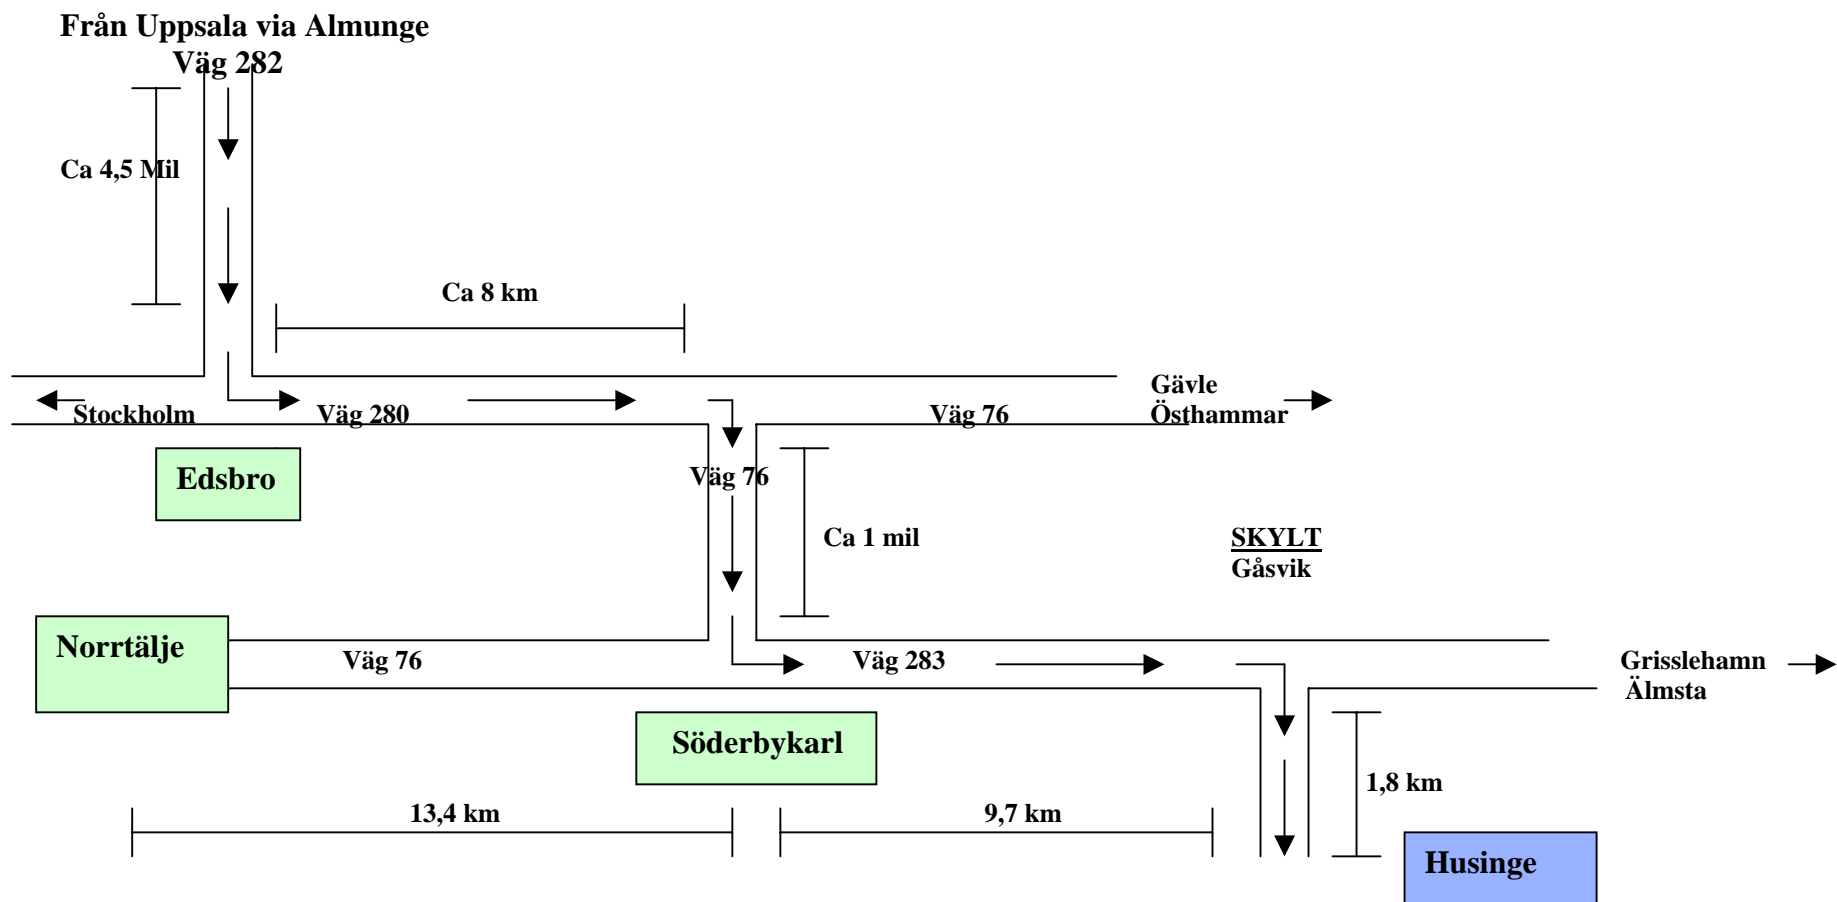 Från Uppsala via Almunge
Väg 282
Ca 4,5 Mil
Ca 8 km
Gävle
Stockholm
Väg 280
Väg 76
Östhammar
Edsbro
Väg 76
Ca 1 mil
SKYLT
Gåsvik
Norrtälje
Väg 76
Väg 283
Grisslehamn
Älmsta
Söderbykarl
1,8 km
13,4 km
9,7 km
Husinge